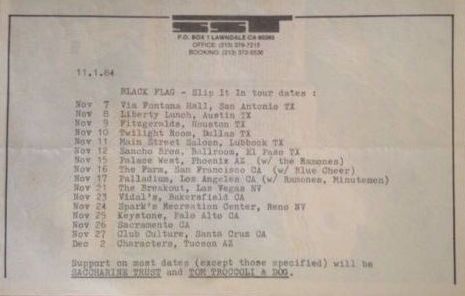 SST
P.O. BOX 1 LAWNDALE CA 90260
OFFICE: (213)
BOOKING: (213)
11.1.84
BLACK FLAG - Slip It In tour dates :
Nov 7 Via Fontana Hall, San Antonio TX
Nov 8 Liberty Lunch, Austin TX
Nov 9 Fitzgeralds, Houston TX
Nov 10 Twilight Room, Dallas TX
Nov 11 Main Street Saloon, Lubbock TX
Nov 12 Sancho Bros. Ballroom, El Paso TX
Nov 15 Palace West, Phoenix AZ (w/ the Ramones)
Nov 16 The Farm, San Francisco CA (w/ Blue Cheer)
Nov 17 Palladium, Los Angeles CA (w/ Ramones, Minutemen)
Nov 21 The Breakout, Las Vegas NV
Nov 23 Vidal's, Bakersfield CA
Nov 24 Spark's Recreation Center, Reno NV
Nov 25 Keystone, Palo Alto CA
Nov 26 Sacramento CA
Nov 27 Club Culture, Santa Cruz CA
Dec 2 Characters, Tucson AZ
Support on most dates (except those specified) will be
SACCHARINE TRUST and TOM TROCCOLI & DOG.